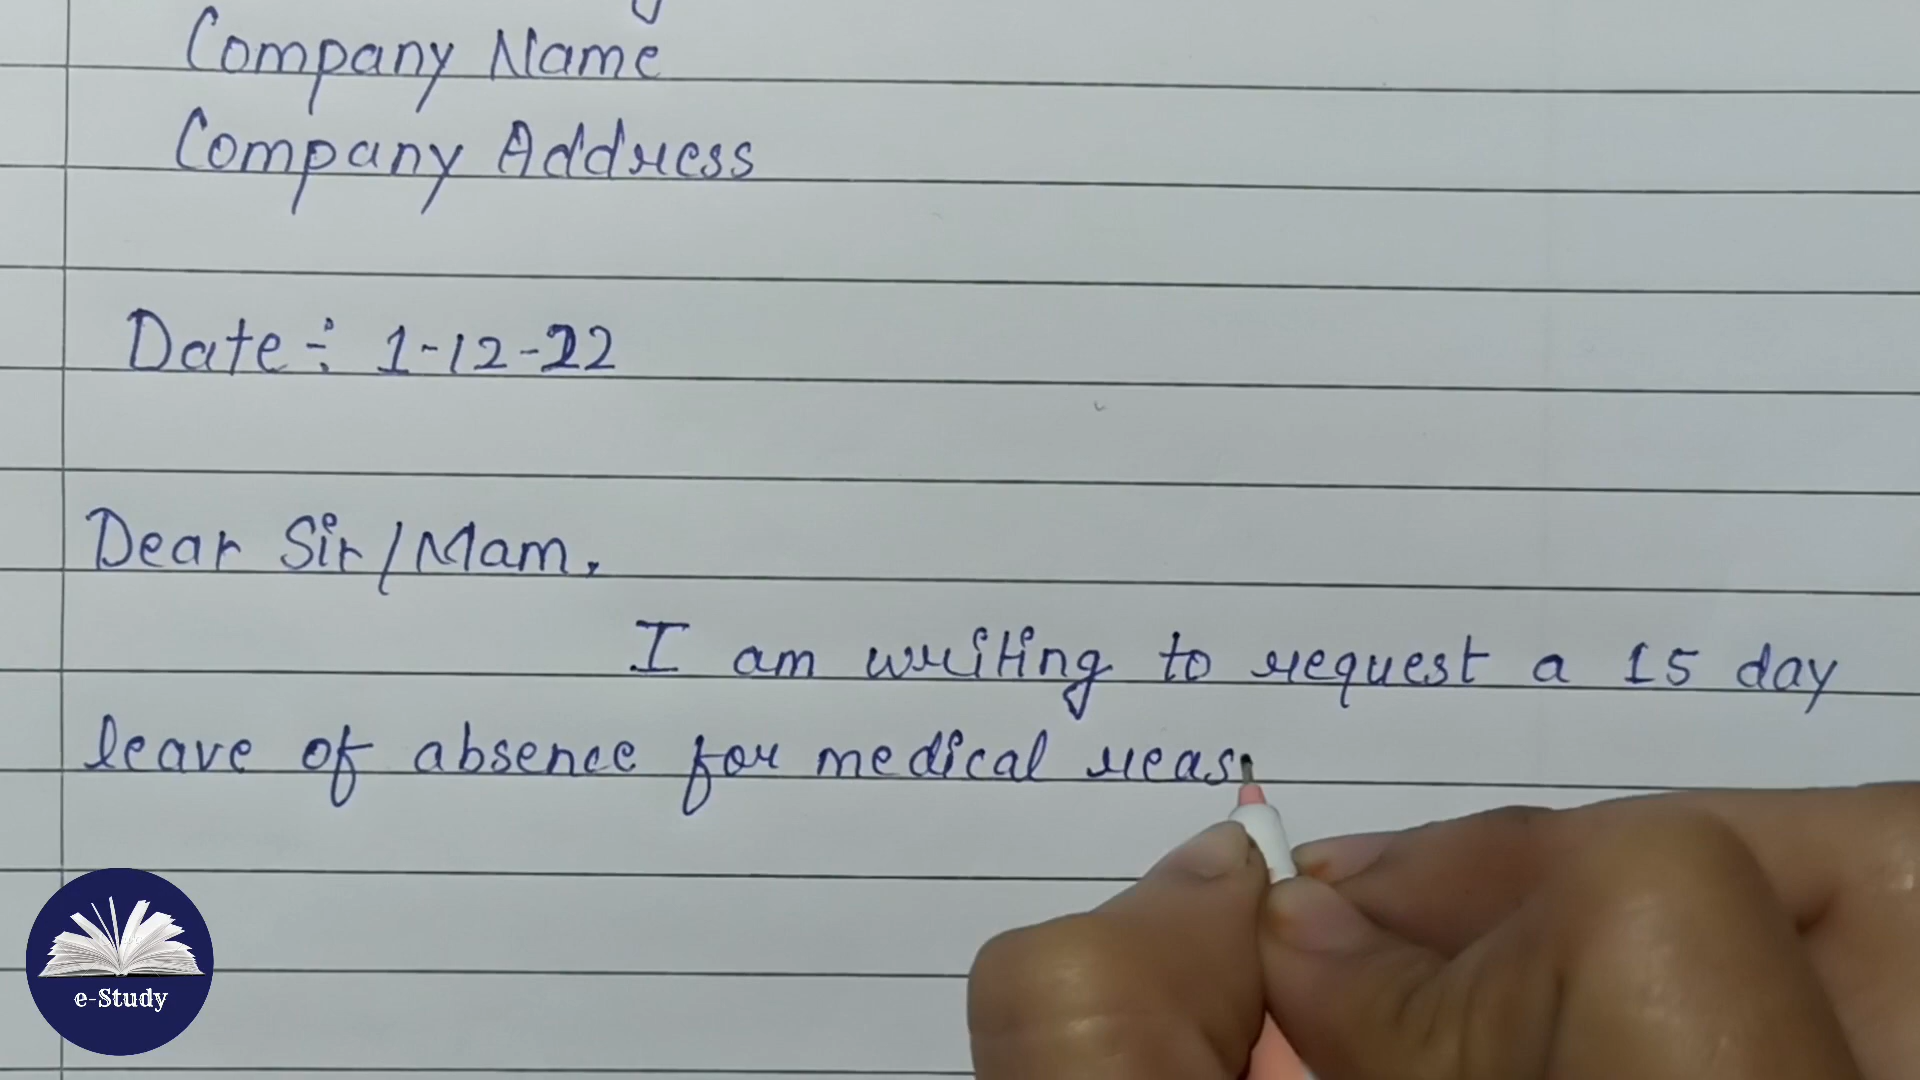 Company Name
Company Address
Date : 1-12-22
Dear Sir/Mam,
I am writing to request a 15 day
leave of absence for medical reas
e-Study